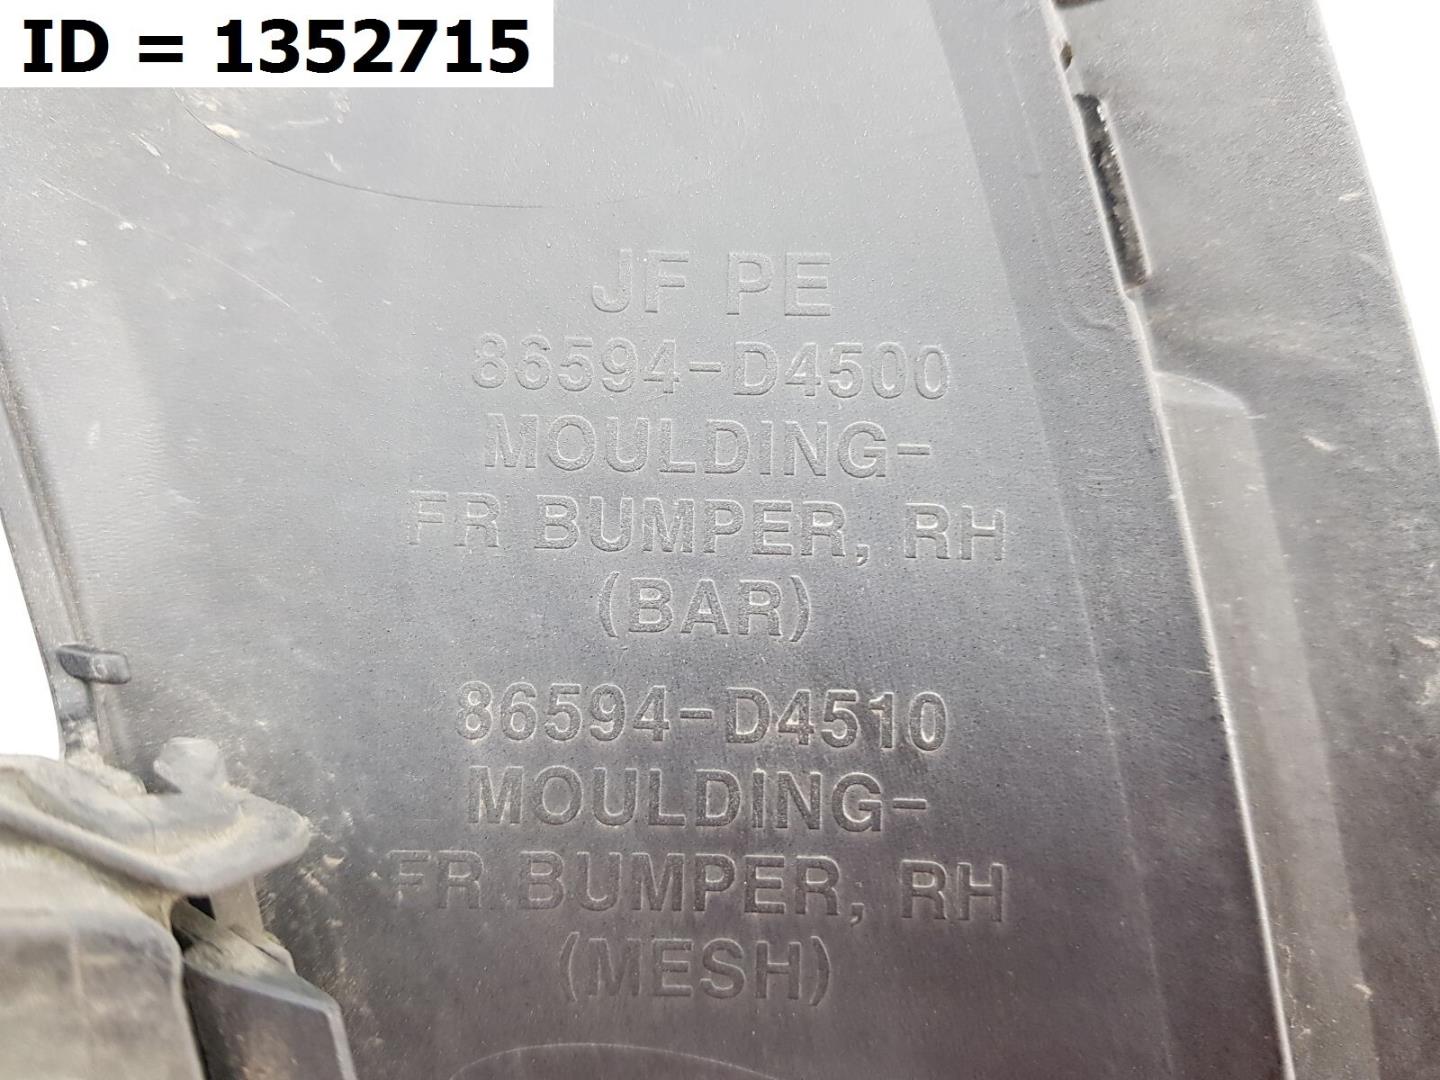 ID = 1352715
JF PE
86594-D4500
MOULDING-
FR BUMPER, RH
(BAR)
86594-D4510
MOULDING-
FR BUMPER, RH
(MESH)